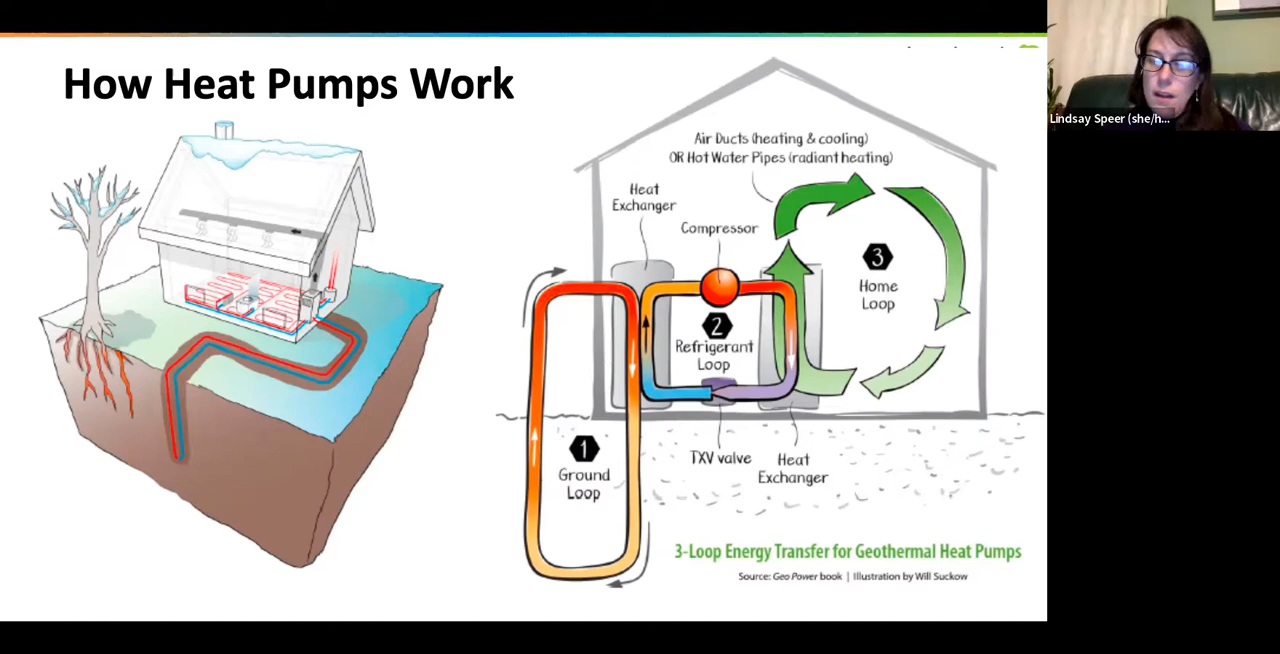 How Heat Pumps Work
Lindsay Speer (she/h...
Air Ducts (heating & cooling)
OR Hot Water Pipes (radiant heating)
Heat
Exchanger
Compressor
3
Home
Loop
2
Refrigerant
Loop
1
Ground
Loop
TXV valve
Heat
Exchanger
3-Loop Energy Transfer for Geothermal Heat Pumps
Source: Geo Power book | Illustration by Will Suckow